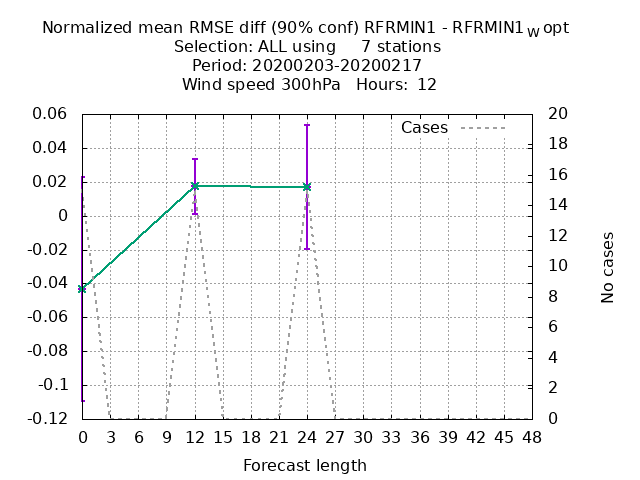 Normalized mean RMSE diff (90% conf) RFRMIN1 - RFRMIN1W opt
Selection: ALL using 7 stations
Period: 20200203-20200217
Wind speed 300hPa Hours: 12
Cases
0.06
0.04
0.02
0
-0.02
-0.04
-0.06
-0.08
-0.1
-0.12
20
18
16
14
12
10
8
6
4
2
0
No cases
0 3 6 9 12 15 18 21 24 27 30 33 36 39 42 45 48
Forecast length